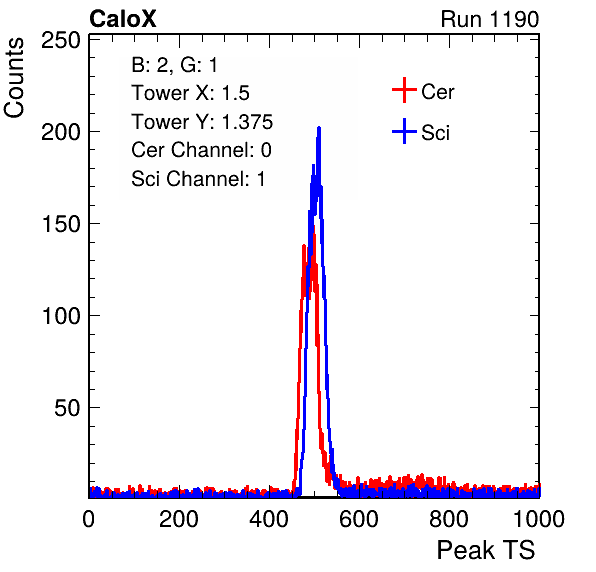 CaloX Run 1190
Counts
250
200
150
100
50
B: 2, G: 1
Tower X: 1.5
Tower Y: 1.375
Cer Channel: 0
Sci Channel: 1
Cer
Sci
0 200 400 600 800 1000
Peak TS